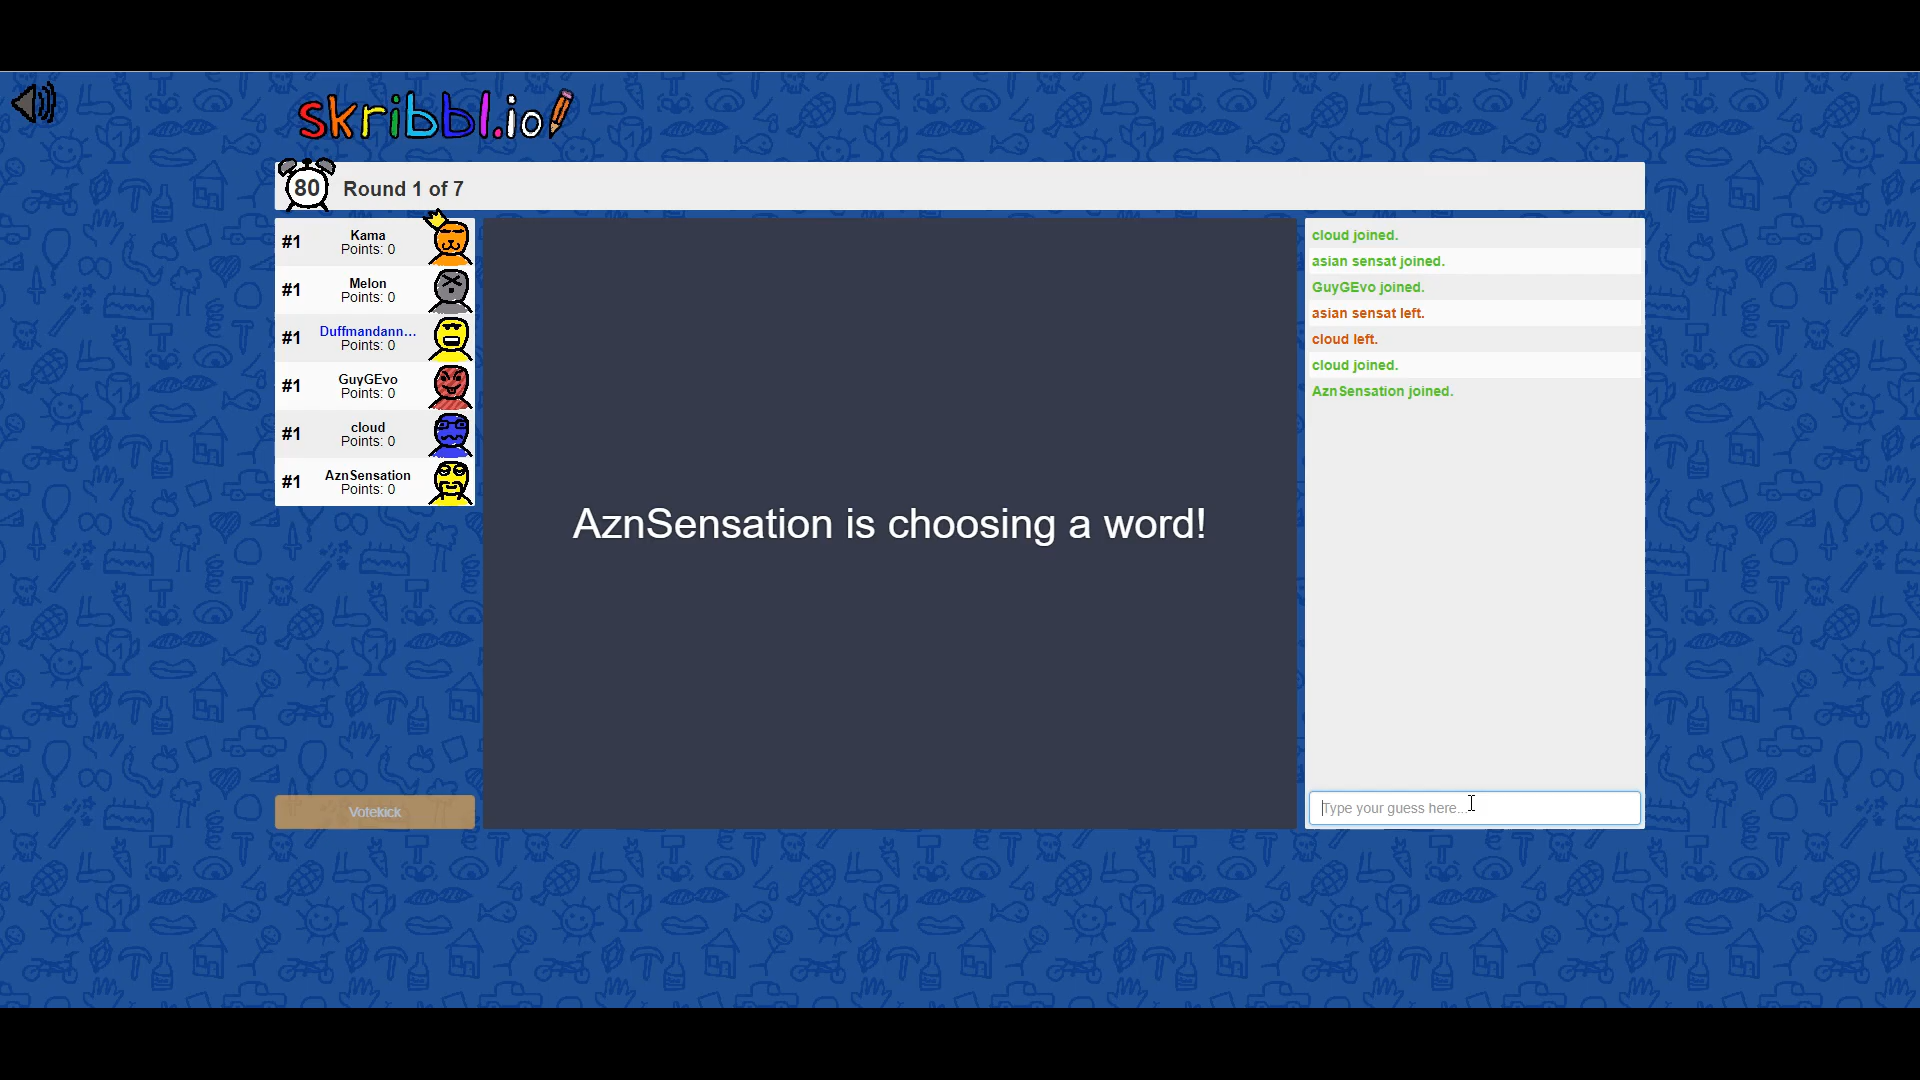 skribbl.io
80
Round 1 of 7
#1
Kama
Points: 0
#1
Melon
Points: 0
#1
Duffmandann...
Points: 0
#1
GuyGEvo
Points: 0
#1
cloud
Points: 0
#1
AznSensation
Points: 0
Votekick
AznSensation is choosing a word!
cloud joined.
asian sensat joined.
GuyGEvo joined.
asian sensat left.
cloud left.
cloud joined.
AznSensation joined.
Type your guess here...